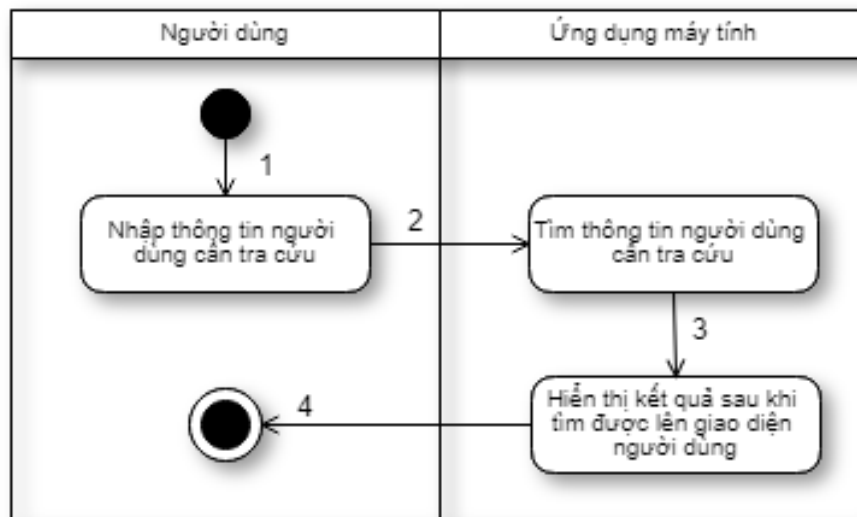 Người dùng
Ứng dụng máy tính
1
Nhập thông tin người
dùng cần tra cứu
2
Tìm thông tin người dùng
cần tra cứu
3
Hiển thị kết quả sau khi
tìm được lên giao diện
người dùng
4